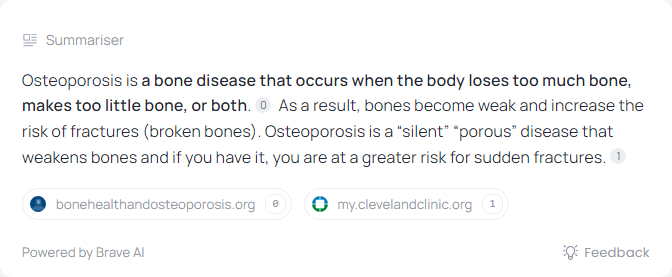 Summariser
Osteoporosis is a bone disease that occurs when the body loses too much bone,
makes too little bone, or both. 0 As a result, bones become weak and increase the
risk of fractures (broken bones). Osteoporosis is a “silent” “porous” disease that
weakens bones and if you have it, you are at a greater risk for sudden fractures. 1
bonehealthandosteoporosis.org 0 my.clevelandclinic.org 1
Powered by Brave AI Feedback